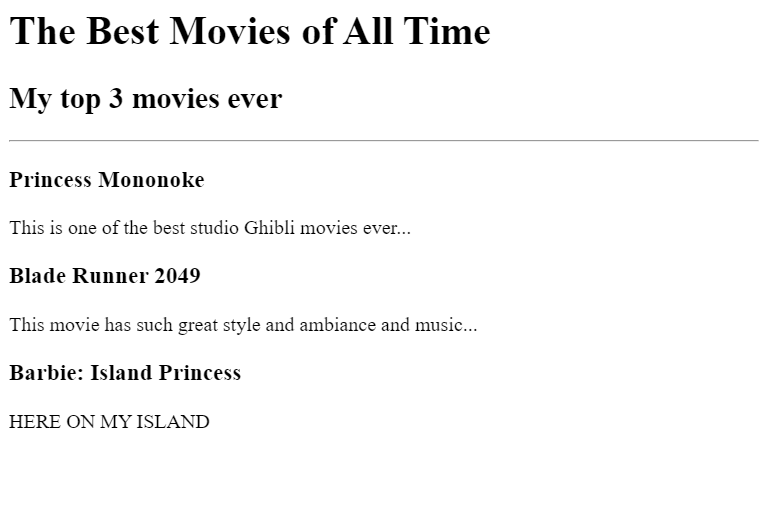 The Best Movies of All Time
My top 3 movies ever
Princess Mononoke
This is one of the best studio Ghibli movies ever...
Blade Runner 2049
This movie has such great style and ambiance and music...
Barbie: Island Princess
HERE ON MY ISLAND